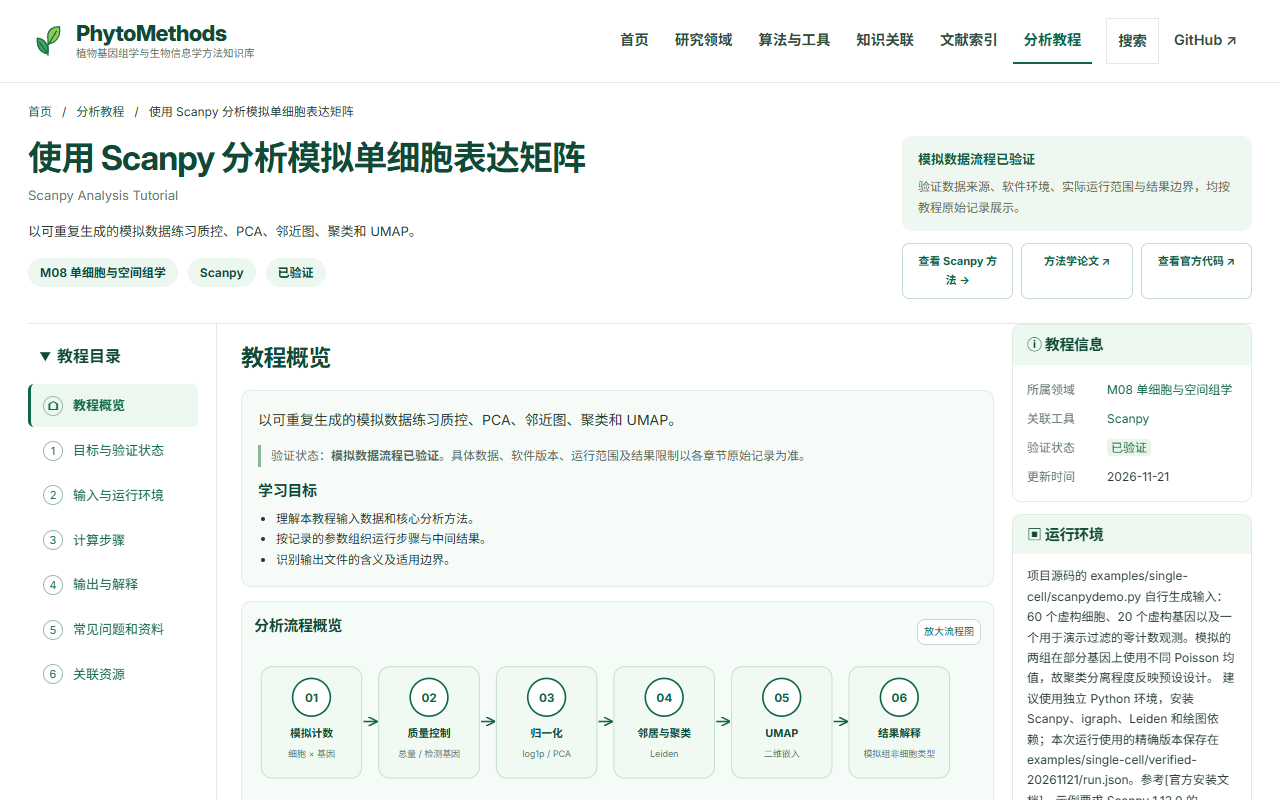 PhytoMethods
植物基因组学与生物信息学方法知识库
首页
研究领域
算法与工具
知识关联
文献索引
分析教程
搜索
GitHub ↗
首页 / 分析教程 / 使用 Scanpy 分析模拟单细胞表达矩阵
使用 Scanpy 分析模拟单细胞表达矩阵
Scanpy Analysis Tutorial
以可重复生成的模拟数据练习质控、PCA、邻近图、聚类和 UMAP。
M08 单细胞与空间组学
Scanpy
已验证
模拟数据流程已验证
验证数据来源、软件环境、实际运行范围与结果边界，均按
教程原始记录展示。
查看 Scanpy 方
法 →
方法学论文 ↗
查看官方代码 ↗
▼ 教程目录
教程概览
1 目标与验证状态
2 输入与运行环境
3 计算步骤
4 输出与解释
5 常见问题和资料
6 关联资源
教程概览
以可重复生成的模拟数据练习质控、PCA、邻近图、聚类和 UMAP。
验证状态：模拟数据流程已验证。具体数据、软件版本、运行范围及结果限制以各章节原始记录为准。
学习目标
• 理解本教程输入数据和核心分析方法。
• 按记录的参数组织运行步骤与中间结果。
• 识别输出文件的含义及适用边界。
分析流程概览
放大流程图
01
模拟计数
细胞 × 基因
02
质量控制
总量 / 检测基因
03
归一化
log1p / PCA
04
邻居与聚类
Leiden
05
UMAP
二维嵌入
06
结果解释
模拟组非细胞类型
ⓘ 教程信息
所属领域 M08 单细胞与空间组学
关联工具 Scanpy
验证状态 已验证
更新时间 2026-11-21
▣ 运行环境
项目源码的 examples/single-
cell/scanpydemo.py 自行生成输入：
60 个虚构细胞、20 个虚构基因以及一
个用于演示过滤的零计数观测。模拟的
两组在部分基因上使用不同 Poisson 均
值，故聚类分离程度反映预设设计。 建
议使用独立 Python 环境，安装
Scanpy、igraph、Leiden 和绘图依
赖；本次运行使用的精确版本保存在
examples/single-cell/verified-
20261121/run.json。参考[官方安装文
档]。示例要求 Scanpy 1.12.0 的